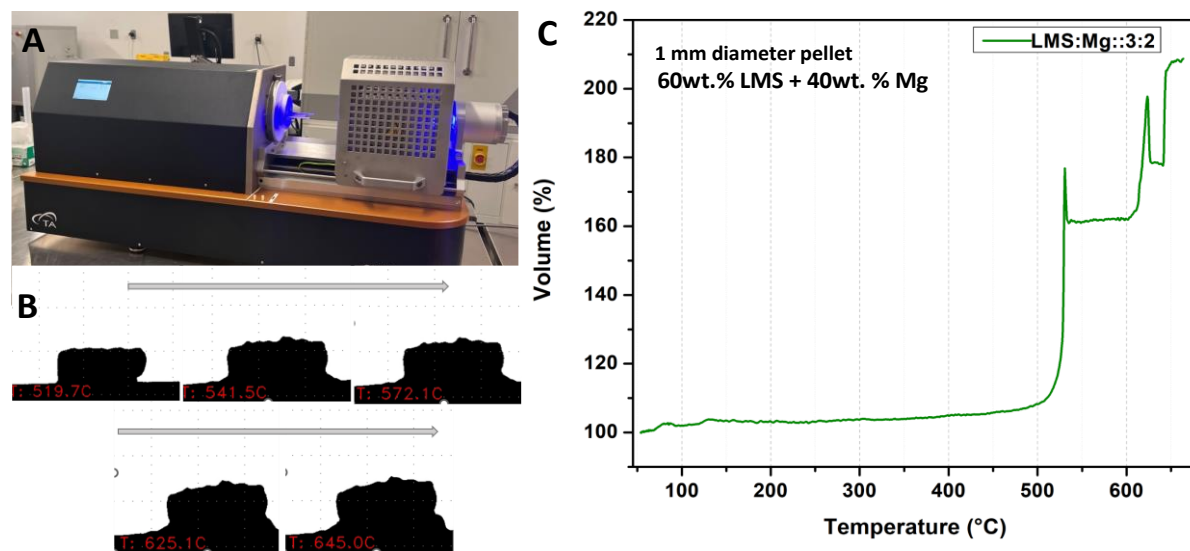 A
TA
B
T: 519.7C
T: 541.5C
T: 572.1C
T: 625.1C
T: 645.0C
C
LMS:Mg::3:2
1 mm diameter pellet
60wt.% LMS + 40wt. % Mg
Volume (%)
220
200
180
160
140
120
100
100
200
300
400
500
600
Temperature (°C)